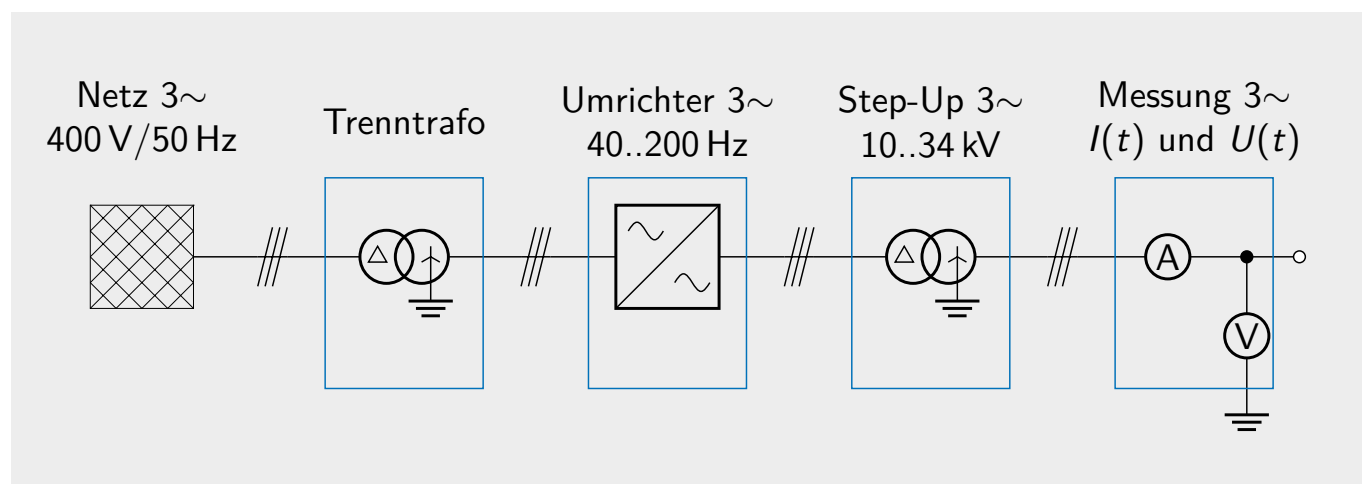 Netz 3∼
400 V/50 Hz
Trenntrafo
Umrichter 3∼
40..200 Hz
Step-Up 3∼
10..34 kV
Messung 3∼
I(t) und U(t)
A
V